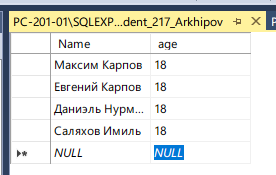 PC-201-01\SQLEXP...dent_217_Arkhipov
Name age
Максим Карпов 18
Евгений Карпов 18
Даниэль Нурм... 18
Саляхов Имиль 18
NULL NULL